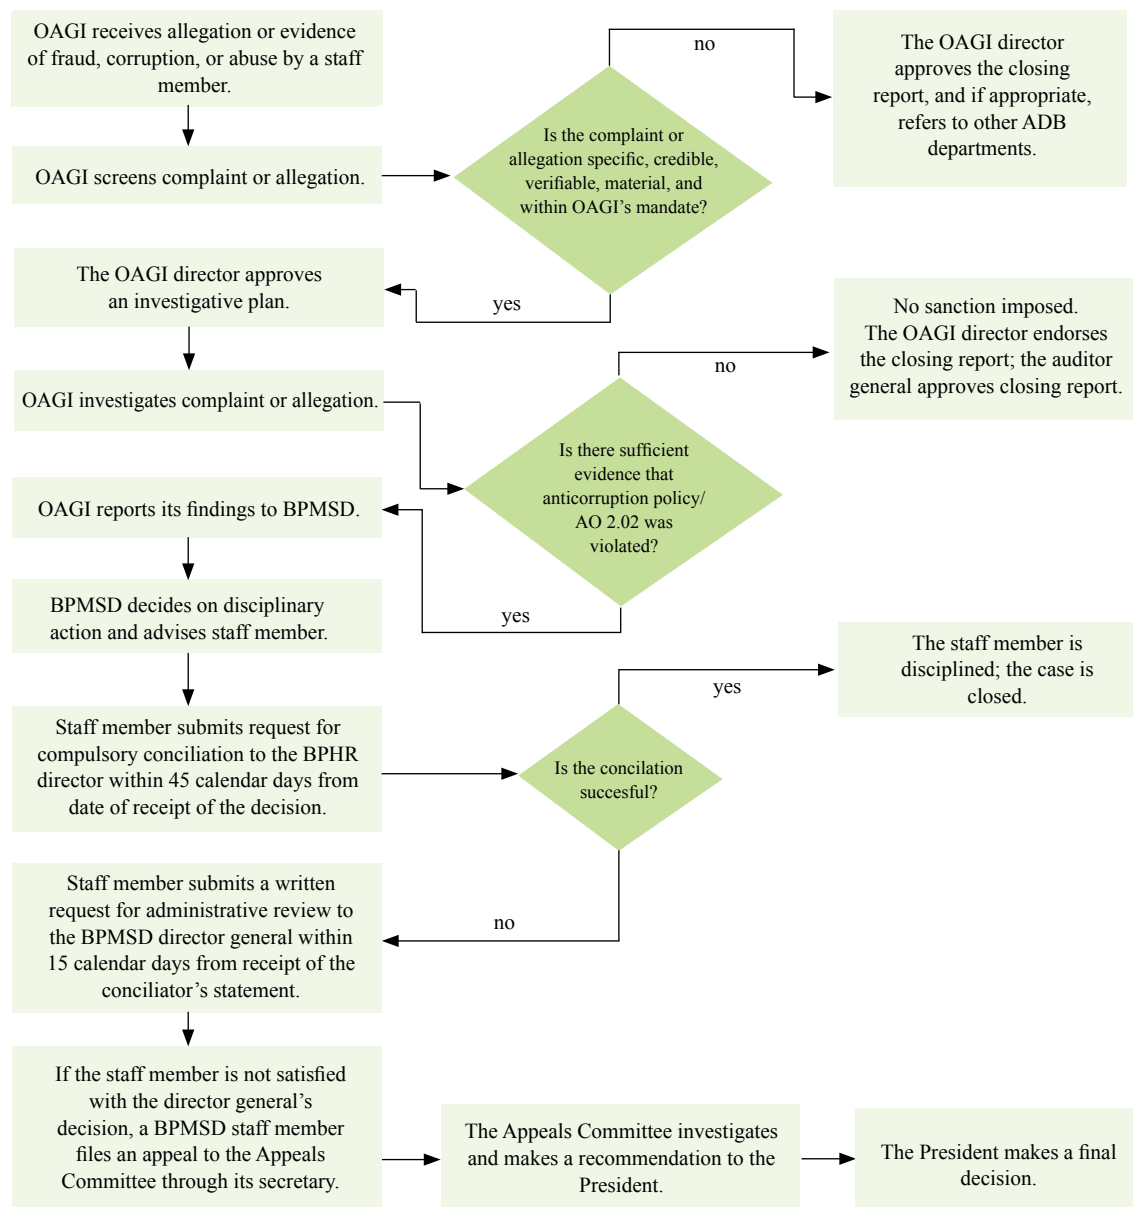 OAGI receives allegation or evidence
of fraud, corruption, or abuse by a staff
member.
OAGI screens complaint or allegation.
Is the complaint or
allegation specific, credible,
verifiable, material, and
within OAGI’s mandate?
no
The OAGI director
approves the closing
report, and if appropriate,
refers to other ADB
departments.
yes
The OAGI director approves
an investigative plan.
OAGI investigates complaint or allegation.
Is there sufficient
evidence that
anticorruption policy/
AO 2.02 was
violated?
no
No sanction imposed.
The OAGI director endorses
the closing report; the auditor
general approves closing report.
yes
OAGI reports its findings to BPMSD.
BPMSD decides on disciplinary
action and advises staff member.
Staff member submits request for
compulsory conciliation to the BPHR
director within 45 calendar days from
date of receipt of the decision.
Is the concilation
succesful?
yes
The staff member is
disciplined; the case is
closed.
no
Staff member submits a written
request for administrative review to
the BPMSD director general within
15 calendar days from receipt of the
conciliator’s statement.
If the staff member is not satisfied
with the director general’s
decision, a BPMSD staff member
files an appeal to the Appeals
Committee through its secretary.
The Appeals Committee investigates
and makes a recommendation to the
President.
The President makes a final
decision.